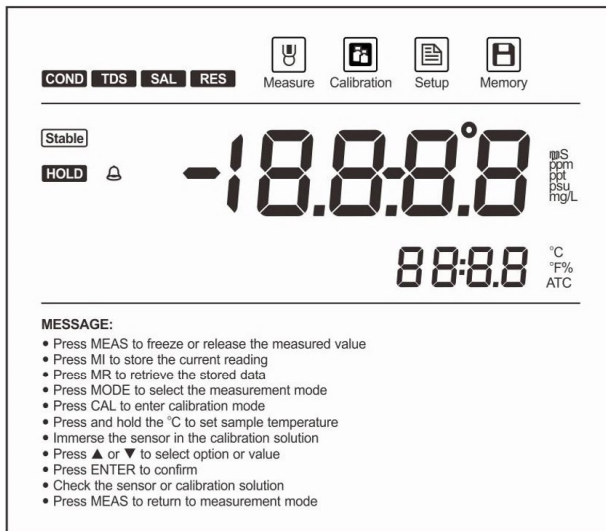 COND TDS SAL RES
Measure Calibration Setup Memory
Stable
HOLD
-18.8:8.°8
ppm
ppt
psu
mg/L
88:8.8
°C
°F%
ATC
MESSAGE:
• Press MEAS to freeze or release the measured value
• Press MI to store the current reading
• Press MR to retrieve the stored data
• Press MODE to select the measurement mode
• Press CAL to enter calibration mode
• Press and hold the °C to set sample temperature
• Immerse the sensor in the calibration solution
• Press ▲ or ▼ to select option or value
• Press ENTER to confirm
• Check the sensor or calibration solution
• Press MEAS to return to measurement mode